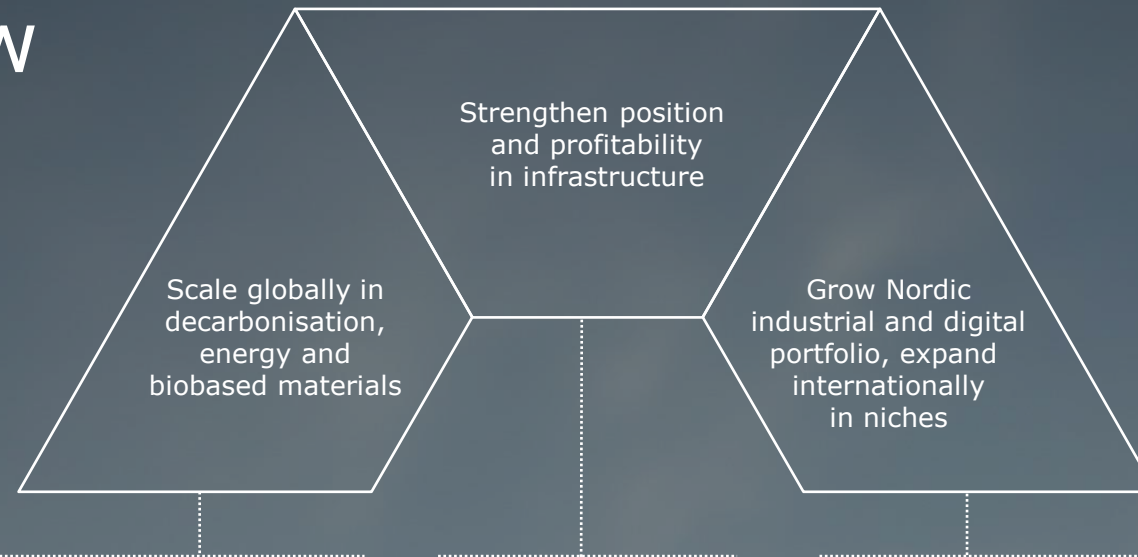 Strengthen position
and profitability
in infrastructure
Scale globally in
decarbonisation,
energy and
biobased materials
Grow Nordic
industrial and digital
portfolio, expand
internationally
in niches